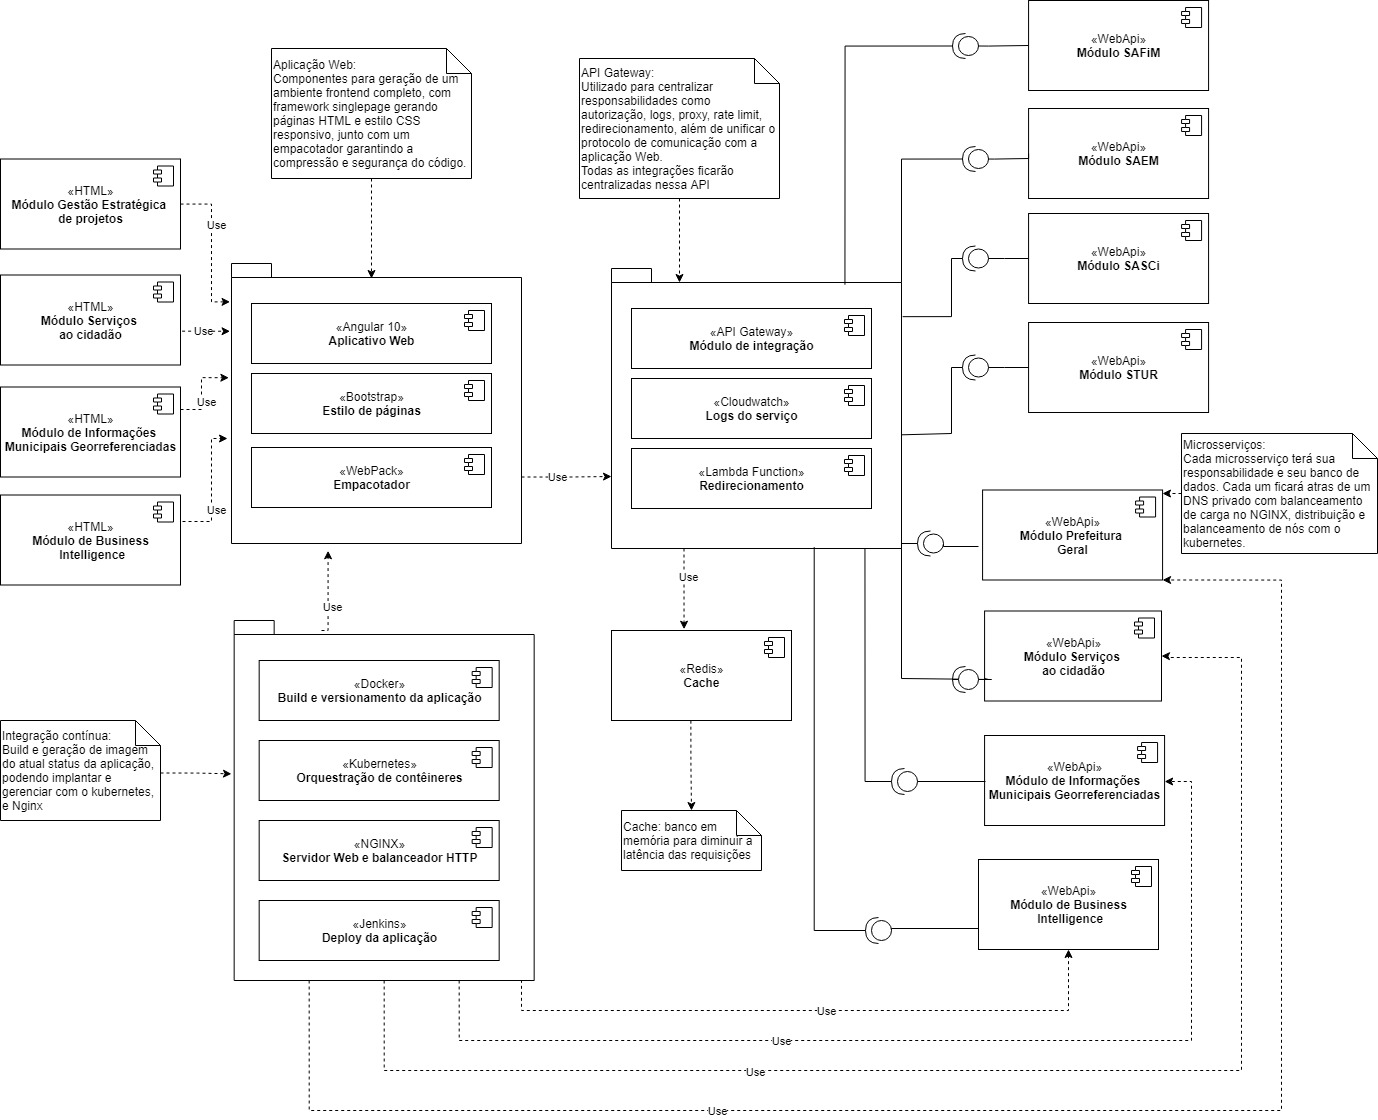 Aplicação Web:
Componentes para geração de um
ambiente frontend completo, com
framework singlepage gerando
páginas HTML e estilo CSS
responsivo, junto com um
empacotador garantindo a
compressão e segurança do código.
API Gateway:
Utilizado para centralizar
responsabilidades como
autorização, logs, proxy, rate limit,
redirecionamento, além de unificar o
protocolo de comunicação com a
aplicação Web.
Todas as integrações ficarão
centralizadas nessa API
«WebApi»
Módulo SAFiM
«WebApi»
Módulo SAEM
«WebApi»
Módulo SASCi
«WebApi»
Módulo STUR
«HTML»
Módulo Gestão Estratégica
de projetos
Use
«HTML»
Módulo Serviços
ao cidadão
Use
«HTML»
Módulo de Informações
Municipais Georreferenciadas
Use
«HTML»
Módulo de Business
Intelligence
Use
«Angular 10»
Aplicativo Web
«Bootstrap»
Estilo de páginas
«WebPack»
Empacotador
Use
«API Gateway»
Módulo de integração
«Cloudwatch»
Logs do serviço
«Lambda Function»
Redirecionamento
Microsserviços:
Cada microsserviço terá sua
responsabilidade e seu banco de
dados. Cada um ficará atras de um
DNS privado com balanceamento
de carga no NGINX, distribuição e
balanceamento de nós com o
kubernetes.
«WebApi»
Módulo Prefeitura
Geral
«WebApi»
Módulo Serviços
ao cidadão
«WebApi»
Módulo de Informações
Municipais Georreferenciadas
«WebApi»
Módulo de Business
Intelligence
Use
«Redis»
Cache
Cache: banco em
memória para diminuir a
latência das requisições
Use
«Docker»
Build e versionamento da aplicação
«Kubernetes»
Orquestração de contêineres
«NGINX»
Servidor Web e balanceador HTTP
«Jenkins»
Deploy da aplicação
Integração contínua:
Build e geração de imagem
do atual status da aplicação,
podendo implantar e
gerenciar com o kubernetes,
e Nginx
Use
Use
Use
Use